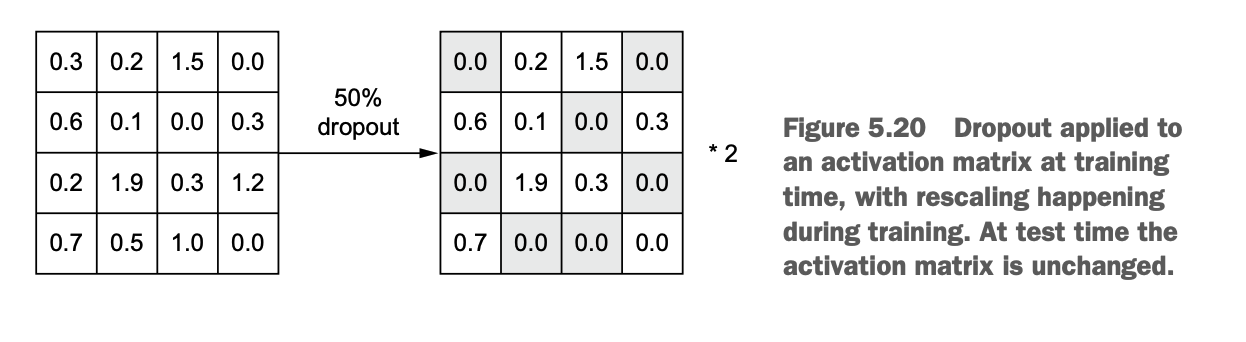 0.3 0.2 1.5 0.0
0.6 0.1 0.0 0.3
0.2 1.9 0.3 1.2
0.7 0.5 1.0 0.0
50%
dropout
0.0 0.2 1.5 0.0
0.6 0.1 0.0 0.3
0.0 1.9 0.3 0.0
0.7 0.0 0.0 0.0
* 2
Figure 5.20 Dropout applied to
an activation matrix at training
time, with rescaling happening
during training. At test time the
activation matrix is unchanged.